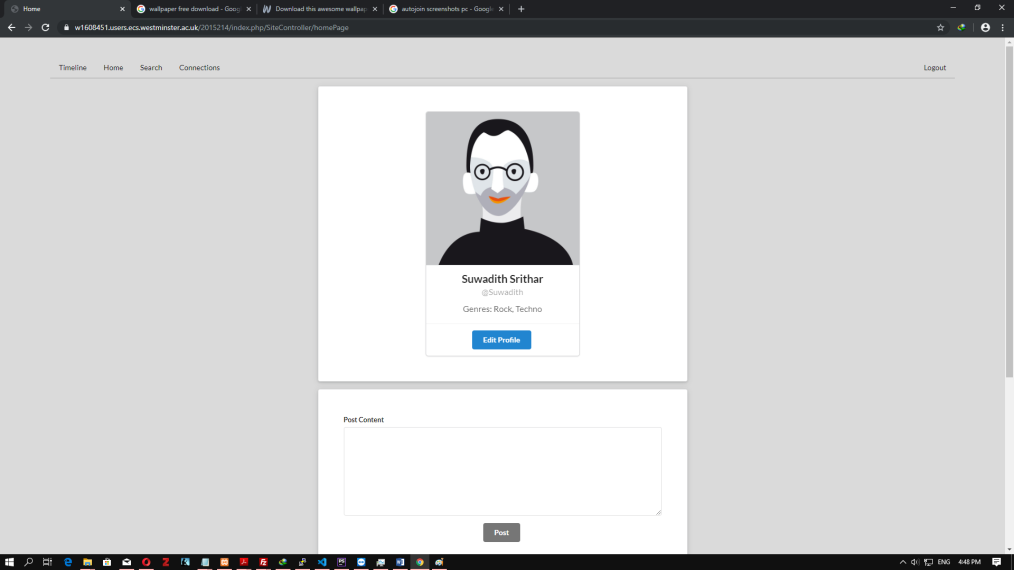 Home
wallpaper free download - Goog
Download this awesome wallpap
autojoin screenshots pc - Google
w1608451.users.ecs.westminster.ac.uk/2015214/index.php/SiteController/homePage
Timeline Home Search Connections Logout
Suwadith Srithar
@Suwadith
Genres: Rock, Techno
Edit Profile
Post Content
Post
ENG 4:48 PM